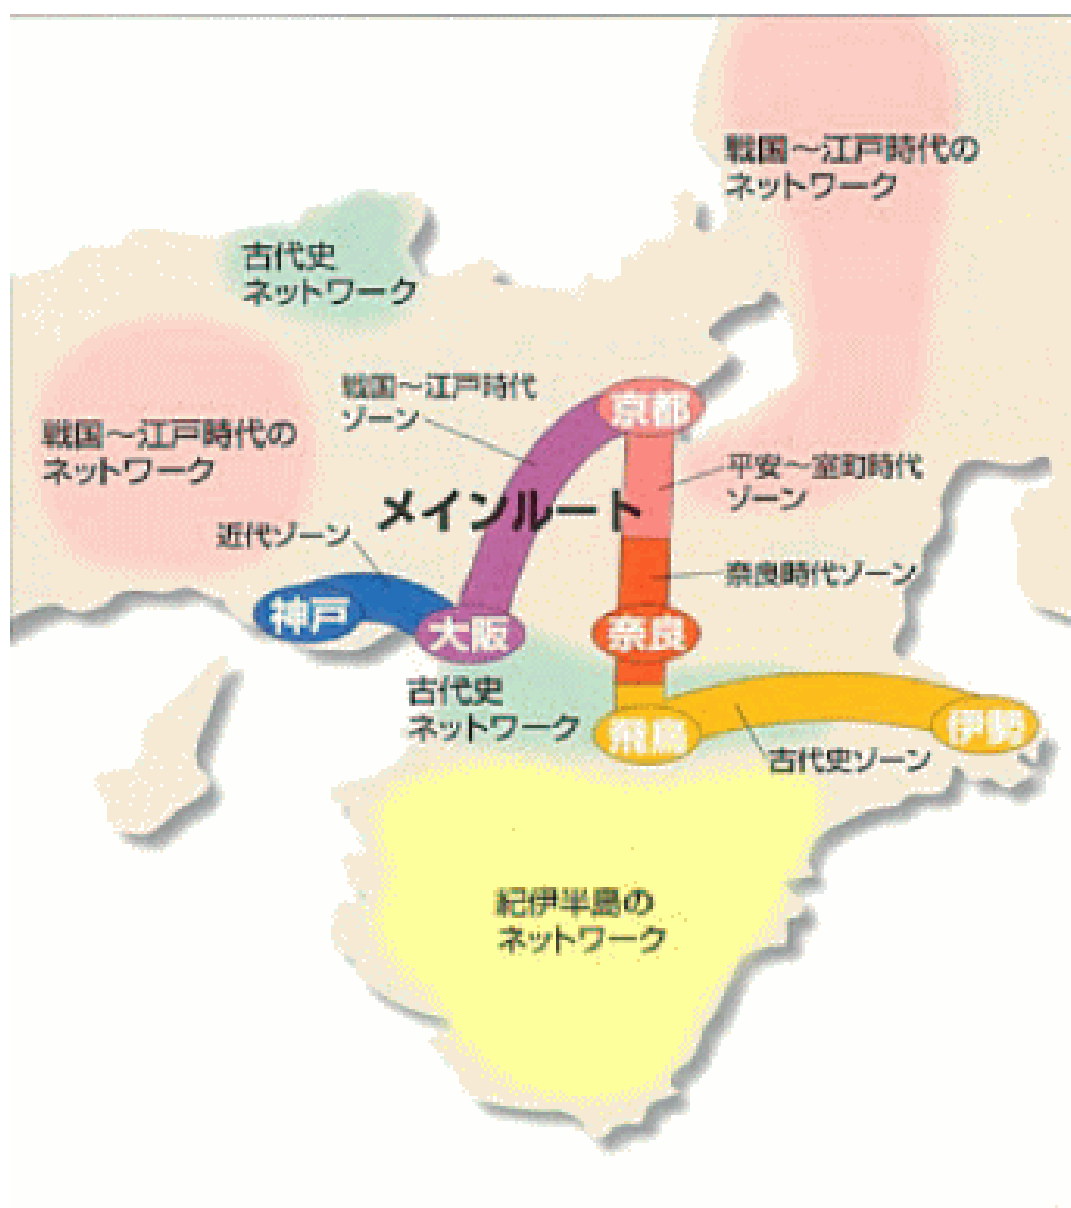 戦国～江戸時代の
ネットワーク
古代史
ネットワーク
戦国～江戸時代
ゾーン
京都
戦国～江戸時代の
ネットワーク
平安～室町時代
ゾーン
メインルート
近代ゾーン
奈良時代ゾーン
神戸
大阪
奈良
古代史
ネットワーク
飛鳥
伊勢
古代史ゾーン
紀伊半島の
ネットワーク